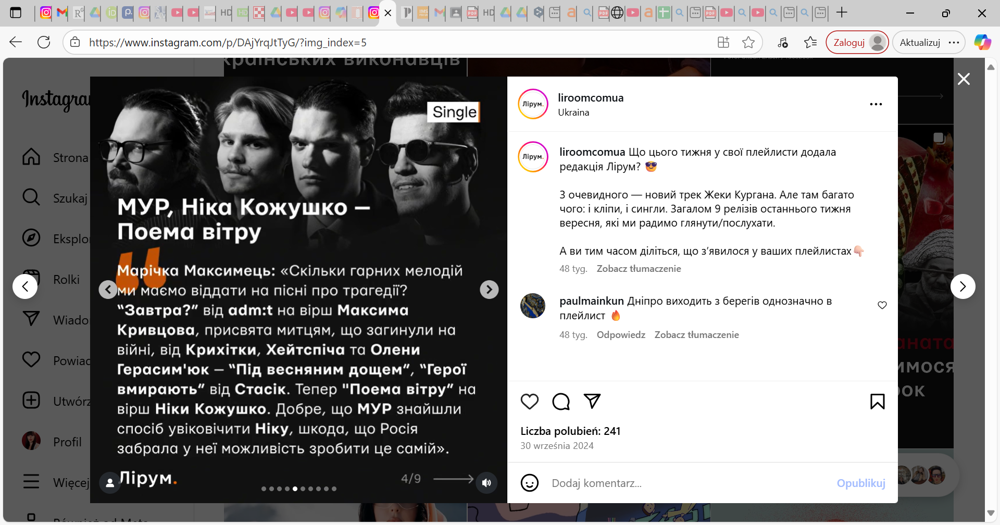 https://www.instagram.com/p/DAjYrqJtTyG/?img_index=5
Zaloguj
Aktualizuj
країнських виконавців
Instagram
Strona
Szukaj
Rolki
Profil
Więcej
Single
МУР, Ніка Кожушко –
Поема вітру
Марічка Максимець: «Скільки гарних мелодій
ми маємо віддати на пісні про трагедії?
“Завтра?” від adm:t на вірш Максима
Кривцова, присвята митцям, що загинули на
війні, від Крихітки, Хейтспіча та Олени
Герасим'юк – “Під весняним дощем”, “Герої
вмирають” від Стасік. Тепер "Поема вітру” на
вірш Ніки Кожушко. Добре, що МУР знайшли
спосіб увіковічити Ніку, шкода, що Росія
забрала у неї можливість зробити це самій».
Лірум.
4/9
Лірум.
liroomcomua
Ukraina
Лірум.
liroomcomua Що цього тижня у свої плейлисти додала
редакція Лірум? 😎
З очевидного — новий трек Жеки Кургана. Але там багато
чого: і кліпи, і сингли. Загалом 9 релізів останнього тижня
вересня, які ми радимо глянути/послухати.
А ви тим часом діліться, що з’явилося у ваших плейлистах👇🏻
48 tyg. Zobacz tłumaczenie
paulmainkun Дніпро виходить з берегів однозначно в
плейлист 🔥
48 tyg. Odpowiedz Zobacz tłumaczenie
Liczba polubień: 241
30 września 2024
Dodaj komentarz...
Opublikuj